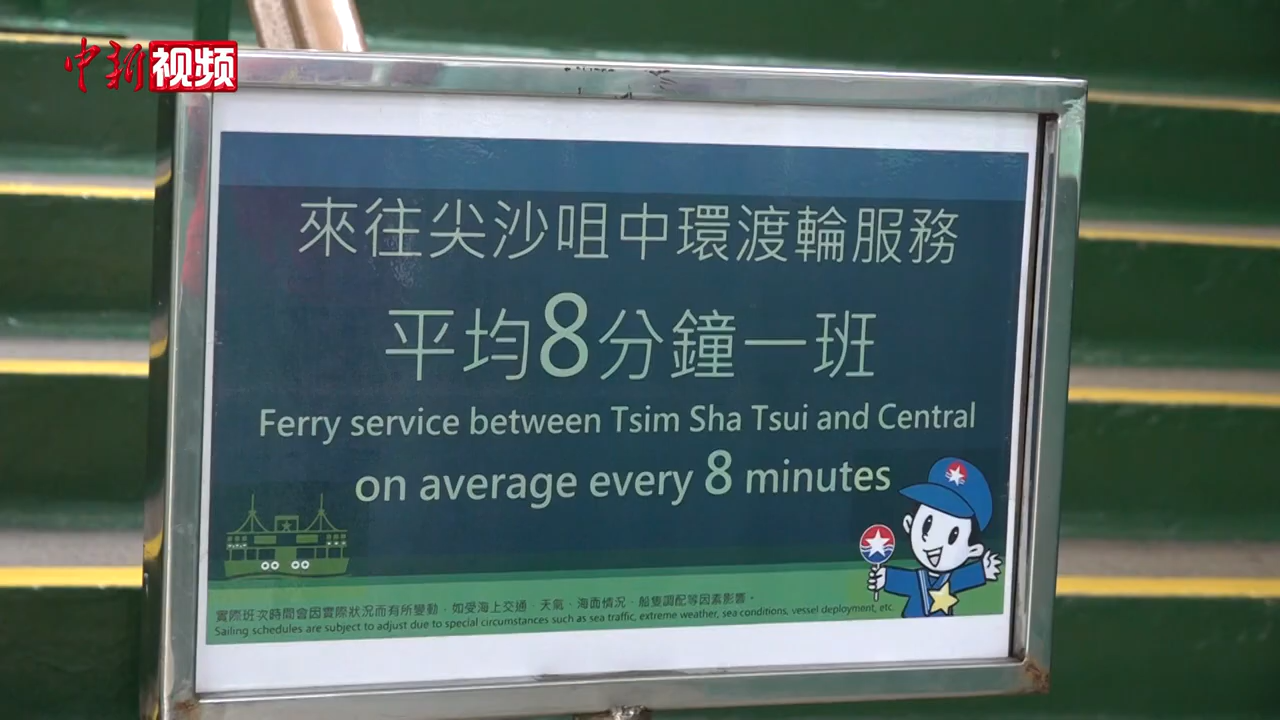 中新视频
來往尖沙咀中環渡輪服務
平均8分鐘一班
Ferry service between Tsim Sha Tsui and Central
on average every 8 minutes
實際班次時間會因實際狀況而有所變動，如受海上交通、天氣、海面情況、船隻調配等因素影響。
Sailing schedules are subject to adjust due to special circumstances such as sea traffic, extreme weather, sea conditions, vessel deployment, etc.